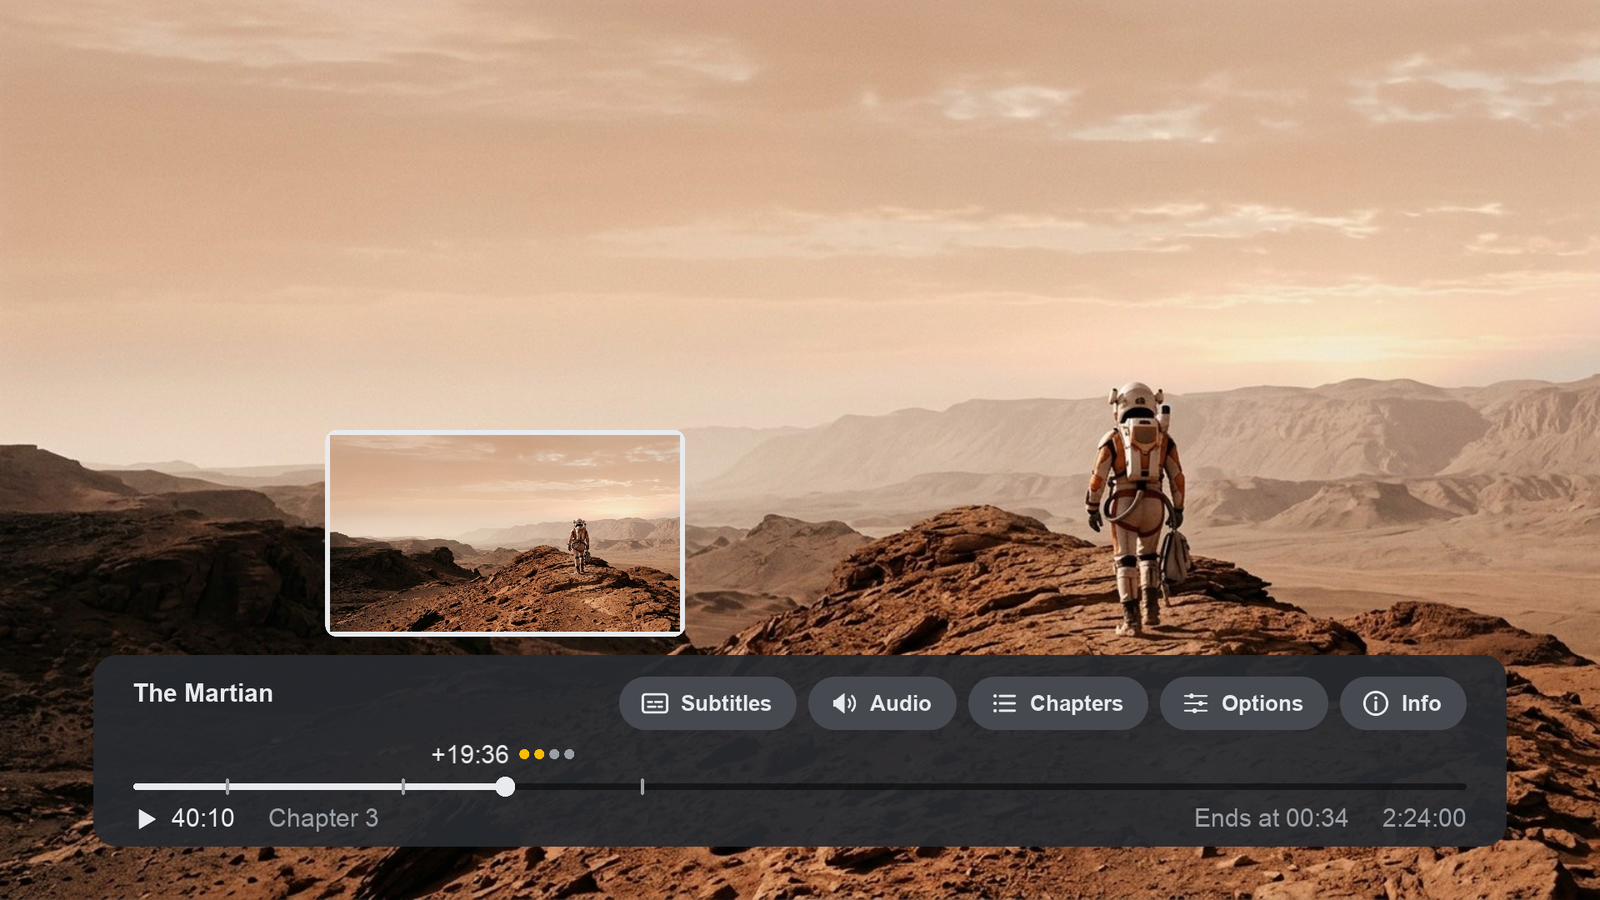 The Martian
Subtitles
Audio
Chapters
Options
Info
+19:36
40:10
Chapter 3
Ends at 00:34
2:24:00